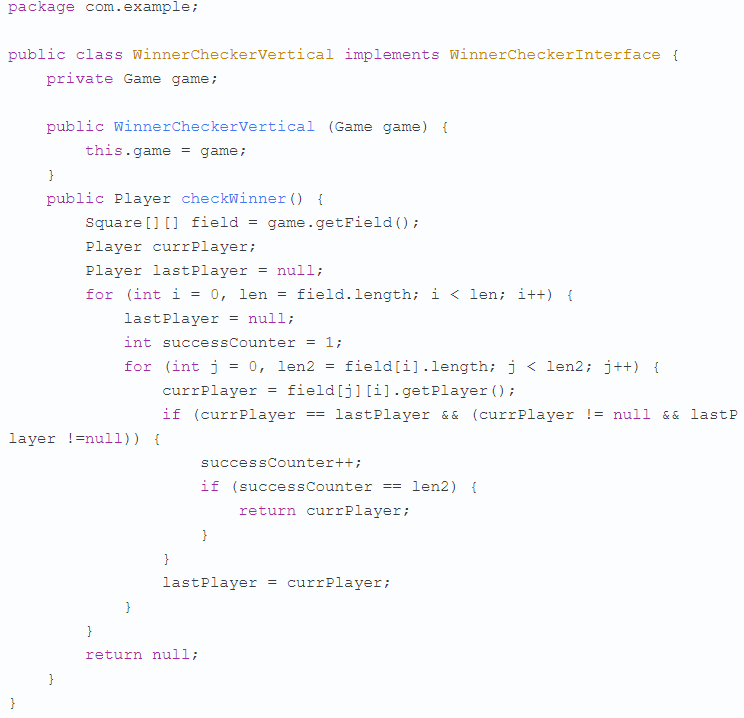 package com.example;
public class WinnerCheckerVertical implements WinnerCheckerInterface {
    private Game game;
    public WinnerCheckerVertical (Game game) {
        this.game = game;
    }
    public Player checkWinner() {
        Square[][] field = game.getField();
        Player currPlayer;
        Player lastPlayer = null;
        for (int i = 0, len = field.length; i < len; i++) {
            lastPlayer = null;
            int successCounter = 1;
            for (int j = 0, len2 = field[i].length; j < len2; j++) {
                currPlayer = field[j][i].getPlayer();
                if (currPlayer == lastPlayer && (currPlayer != null && lastP
layer !=null)) {
                    successCounter++;
                    if (successCounter == len2) {
                        return currPlayer;
                    }
                }
                lastPlayer = currPlayer;
            }
        }
        return null;
    }
}